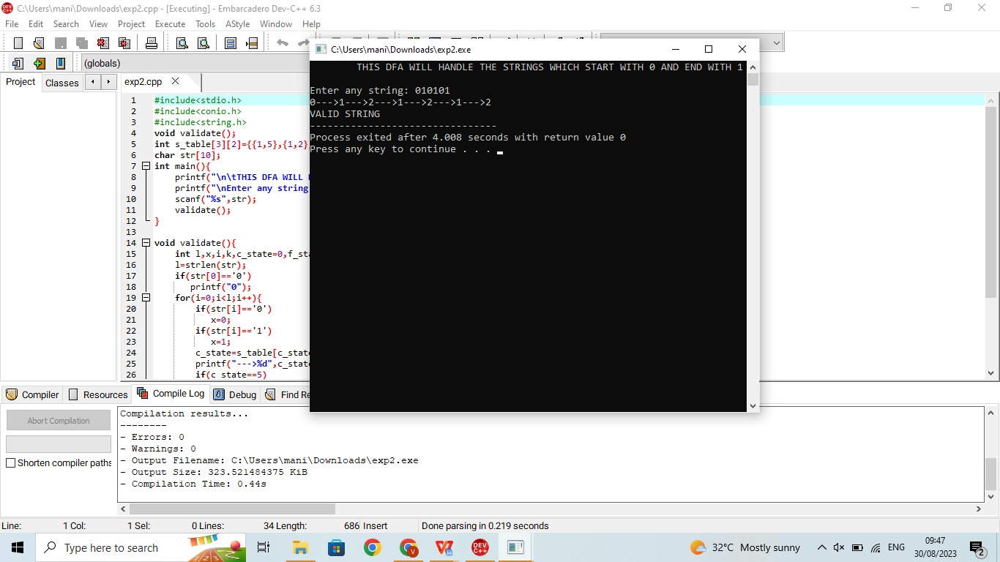 C:\Users\mani\Downloads\exp2.cpp - [Executing] - Embarcadero Dev-C++ 6.3
File Edit Search View Project Execute Tools AStyle Window Help
(globals)
Project Classes
exp2.cpp
1 #include<stdio.h>
2 #include<conio.h>
3 #include<string.h>
4 void validate();
5 int s_table[3][2]={{1,5},{1,2}
6 char str[10];
7 int main(){
8 printf("\n\tTHIS DFA WILL
9 printf("\nEnter any string
10 scanf("%s",str);
11 validate();
12 }
13
14 void validate(){
15 int l,x,i,k,c_state=0,f_sta
16 l=strlen(str);
17 if(str[0]=='0')
18 printf("0");
19 for(i=0;i<l;i++){
20 if(str[i]=='0')
21 x=0;
22 if(str[i]=='1')
23 x=1;
24 c_state=s_table[c_stat
25 printf("--->%d",c_stat
26 if(c_state==5)
C:\Users\mani\Downloads\exp2.exe
THIS DFA WILL HANDLE THE STRINGS WHICH START WITH 0 AND END WITH 1
Enter any string: 010101
0--->1--->2--->1--->2--->1--->2
VALID STRING
--------------------------------
Process exited after 4.008 seconds with return value 0
Press any key to continue . . .
Compiler Resources Compile Log Debug Find Re
Abort Compilation
Shorten compiler paths
Compilation results...
--------
- Errors: 0
- Warnings: 0
- Output Filename: C:\Users\mani\Downloads\exp2.exe
- Output Size: 323.521484375 KiB
- Compilation Time: 0.44s
Line: 1 Col: 1 Sel: 0 Lines: 34 Length: 686 Insert Done parsing in 0.219 seconds
Type here to search
DEV C++
32°C Mostly sunny
ENG
09:47
30/08/2023
2